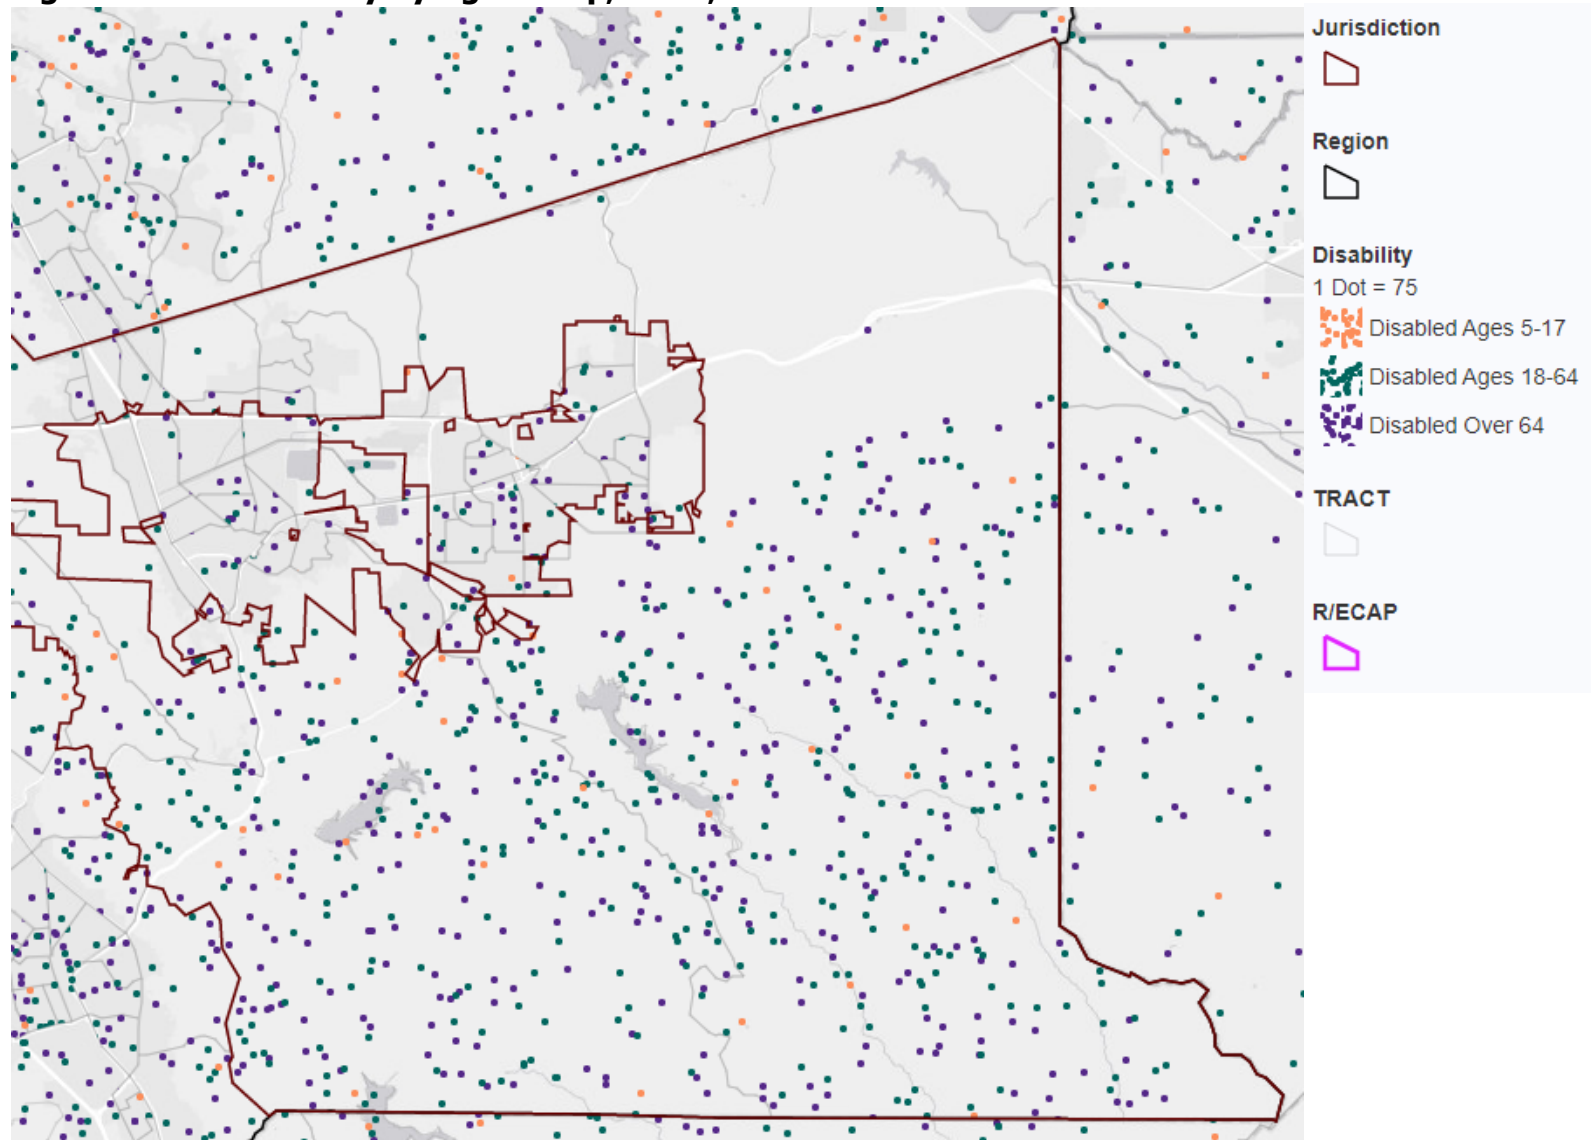 Jurisdiction
Region
Disability
1 Dot = 75
Disabled Ages 5-17
Disabled Ages 18-64
Disabled Over 64
TRACT
R/ECAP